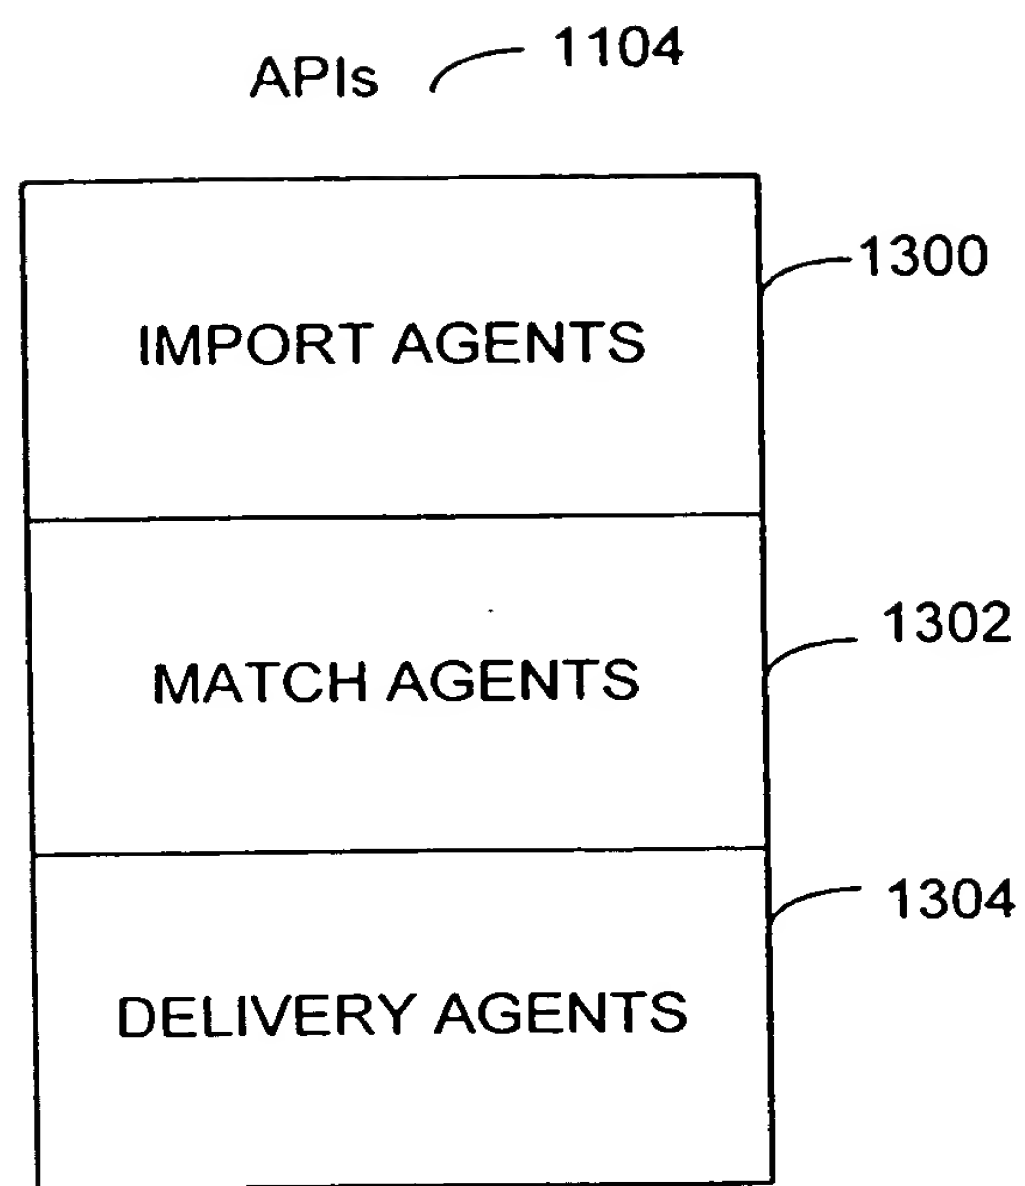 APIs 1104
1300
IMPORT AGENTS
1302
MATCH AGENTS
1304
DELIVERY AGENTS